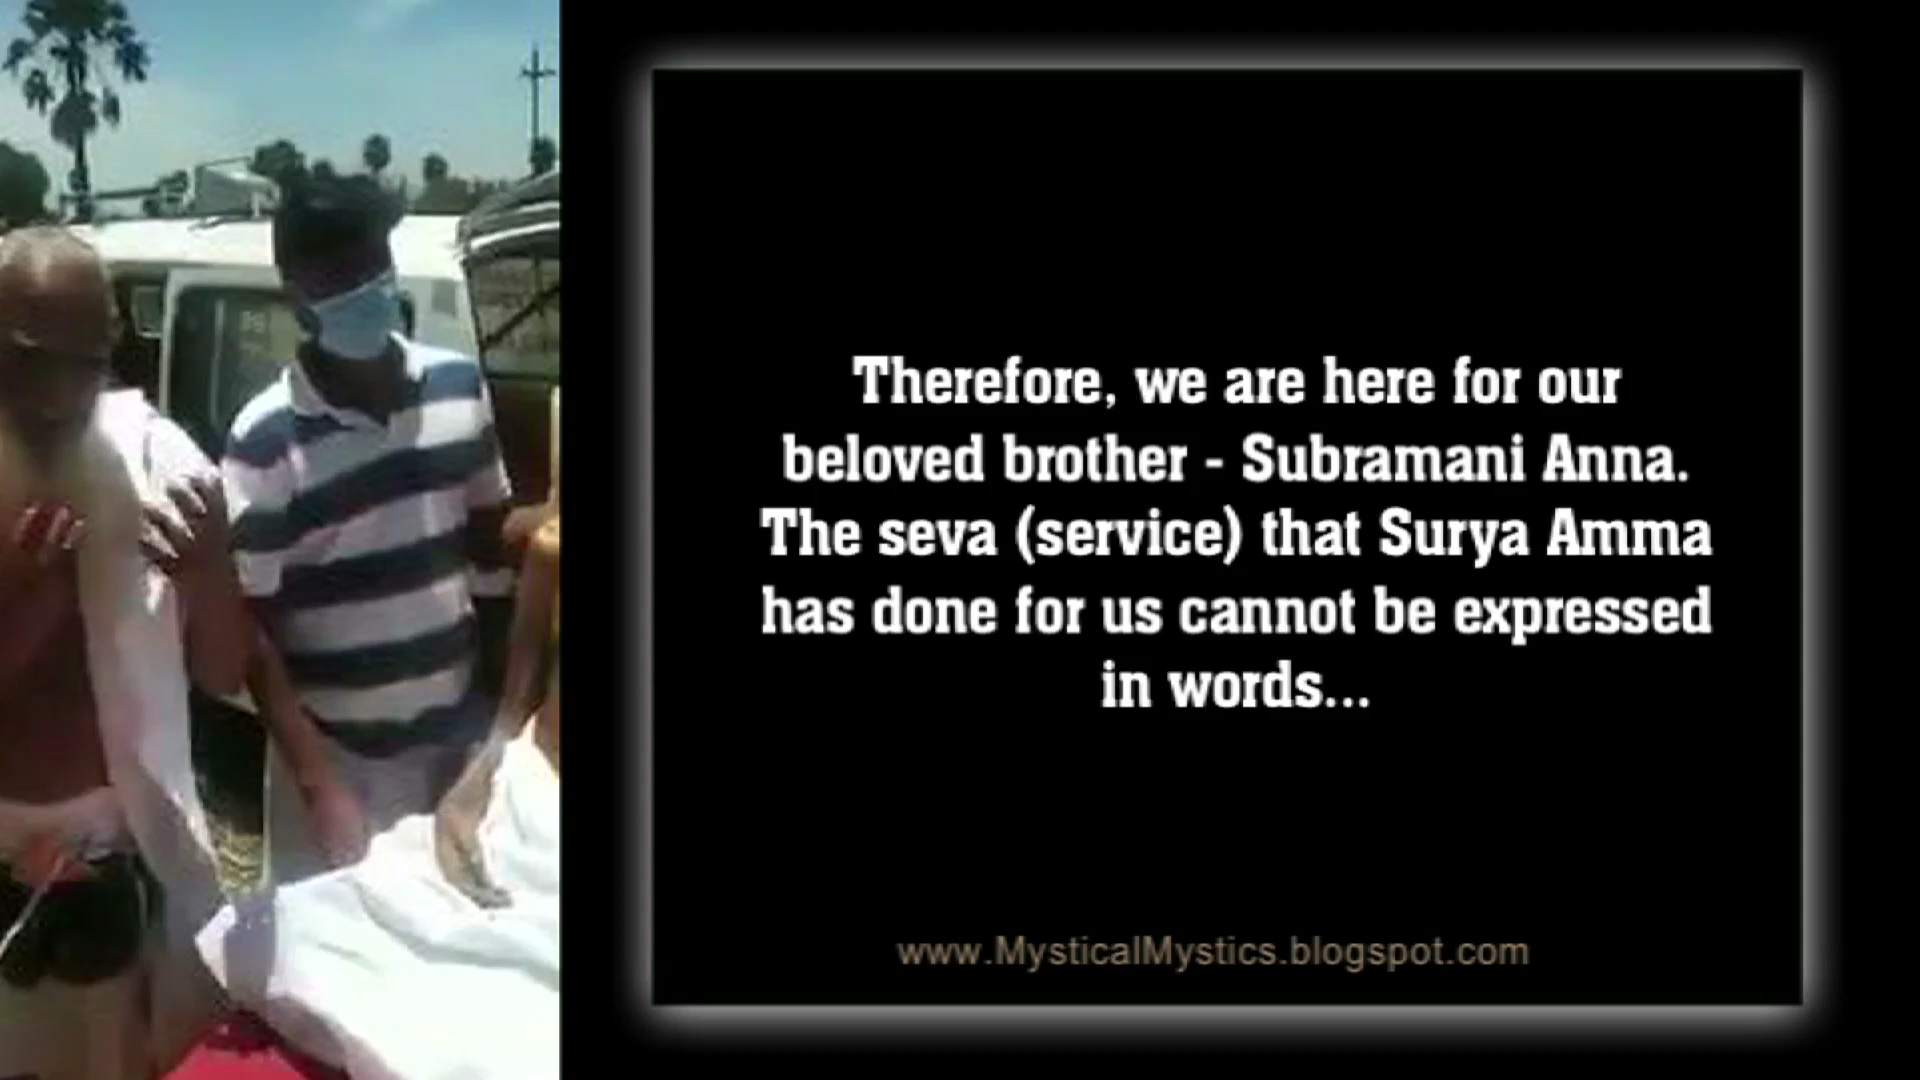 Therefore, we are here for our
beloved brother - Subramani Anna.
The seva (service) that Surya Amma
has done for us cannot be expressed
in words...
www.MysticalMystics.blogspot.com